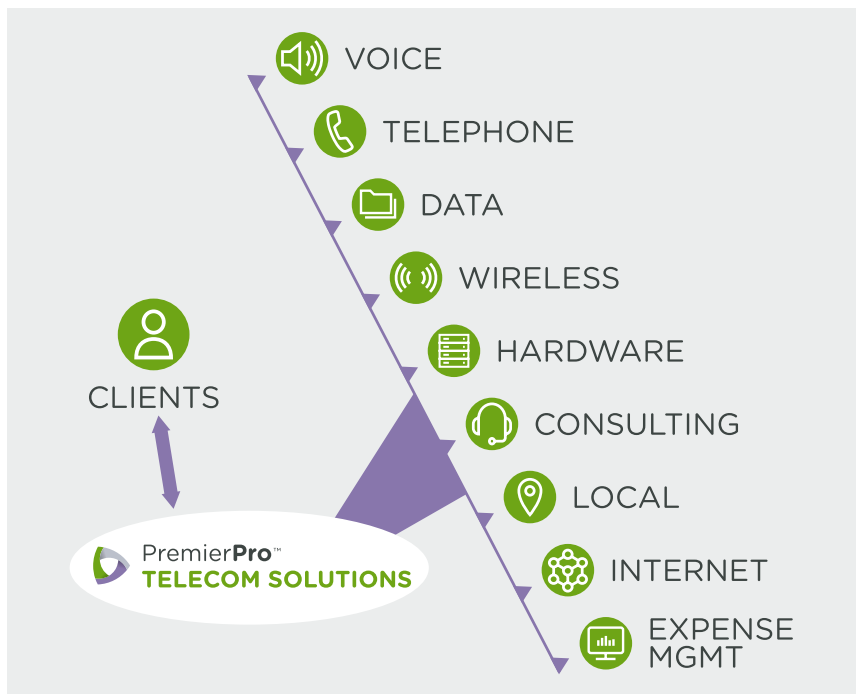 VOICE
TELEPHONE
DATA
WIRELESS
HARDWARE
CLIENTS
CONSULTING
LOCAL
PremierPro™
TELECOM SOLUTIONS
INTERNET
EXPENSE
MGMT